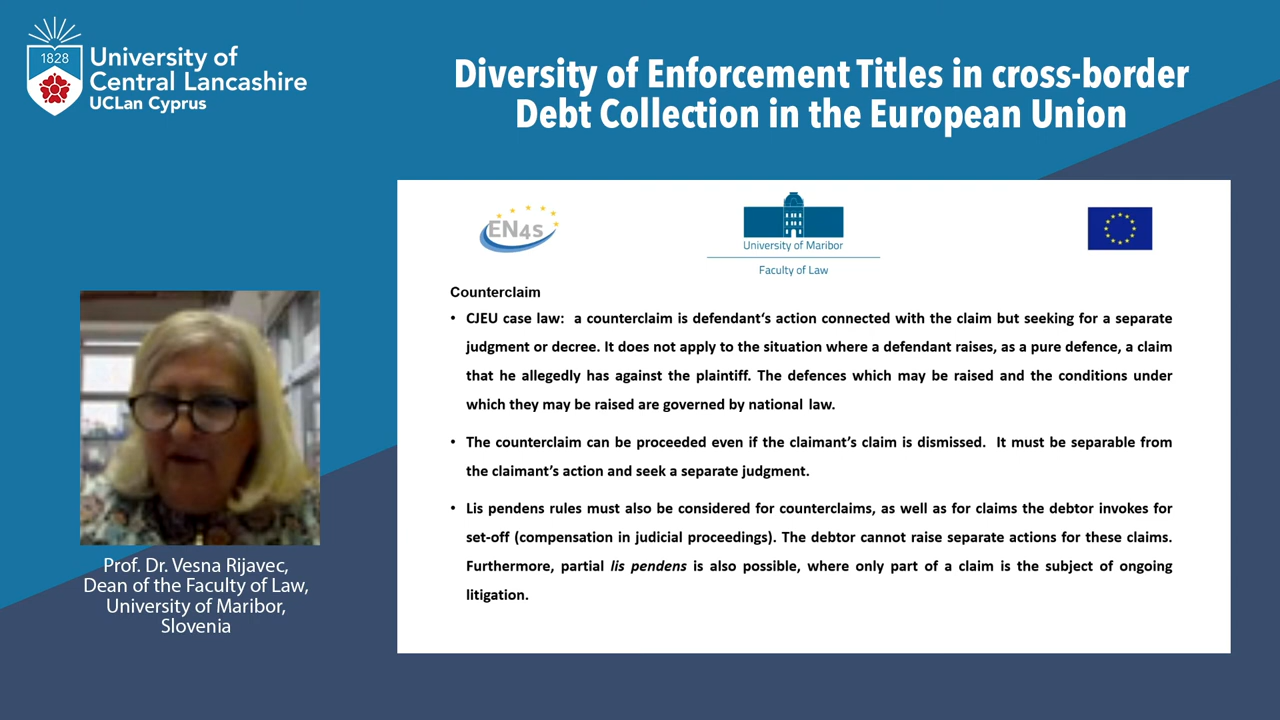 1828
University of
Central Lancashire
UCLan Cyprus
Diversity of Enforcement Titles in cross-border
Debt Collection in the European Union
EN4s
University of Maribor
Faculty of Law
Counterclaim
• CJEU case law:  a counterclaim is defendant‘s action connected with the claim but seeking for a separate
judgment or decree. It does not apply to the situation where a defendant raises, as a pure defence, a claim
that he allegedly has against the plaintiff. The defences which may be raised and the conditions under
which they may be raised are governed by national law.
• The counterclaim can be proceeded even if the claimant’s claim is dismissed.  It must be separable from
the claimant’s action and seek a separate judgment.
• Lis pendens rules must also be considered for counterclaims, as well as for claims the debtor invokes for
set-off (compensation in judicial proceedings). The debtor cannot raise separate actions for these claims.
Furthermore, partial lis pendens is also possible, where only part of a claim is the subject of ongoing
litigation.
Prof. Dr. Vesna Rijavec,
Dean of the Faculty of Law,
University of Maribor,
Slovenia